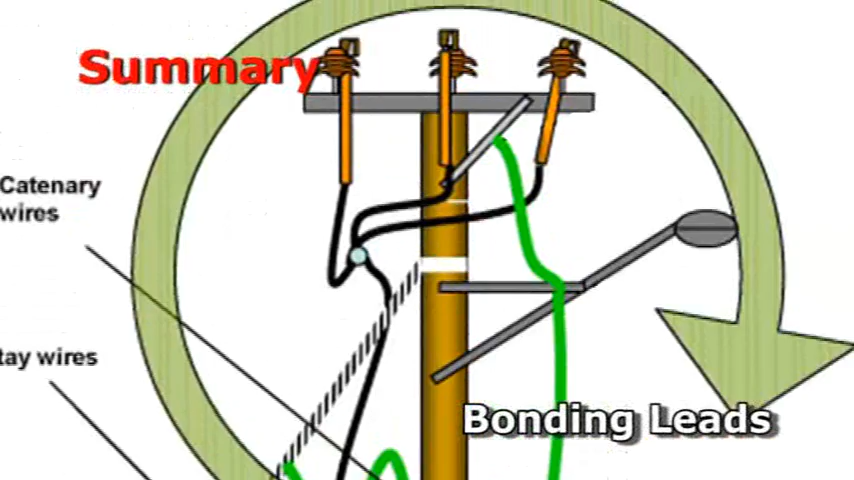 Summary
Catenary
wires
tay wires
Bonding Leads